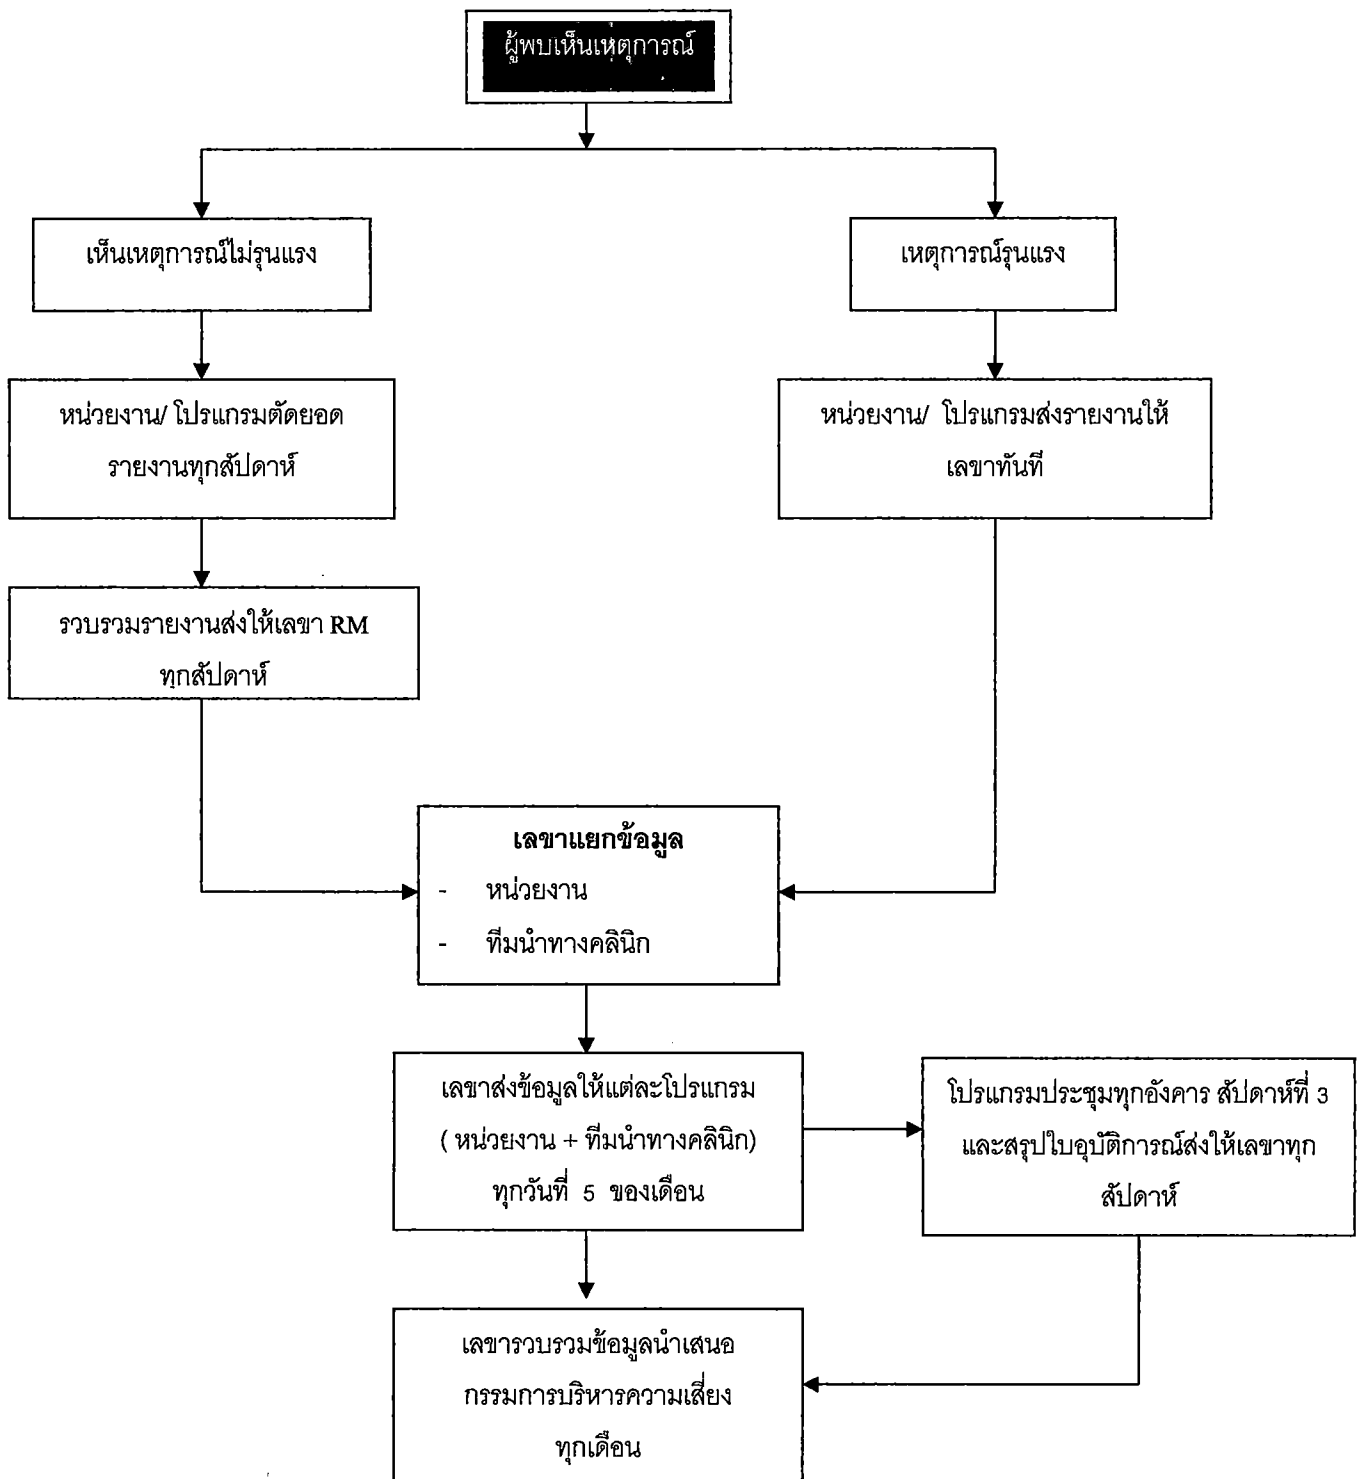 ผู้พบเห็นเหตุการณ์
เห็นเหตุการณ์ไม่รุนแรง
เหตุการณ์รุนแรง
หน่วยงาน/ โปรแกรมตัดยอด
รายงานทุกสัปดาห์
หน่วยงาน/ โปรแกรมส่งรายงานให้
เลขาทันที
รวบรวมรายงานส่งให้เลขา RM
ทุกสัปดาห์
เลขาแยกข้อมูล
- หน่วยงาน
- ทีมนำทางคลินิก
เลขาส่งข้อมูลให้แต่ละโปรแกรม
( หน่วยงาน + ทีมนำทางคลินิก)
ทุกวันที่ 5 ของเดือน
โปรแกรมประชุมทุกอังคาร สัปดาห์ที่ 3
และสรุปใบอุบัติการณ์ส่งให้เลขาทุก
สัปดาห์
เลขารวบรวมข้อมูลนำเสนอ
กรรมการบริหารความเสี่ยง
ทุกเดือน